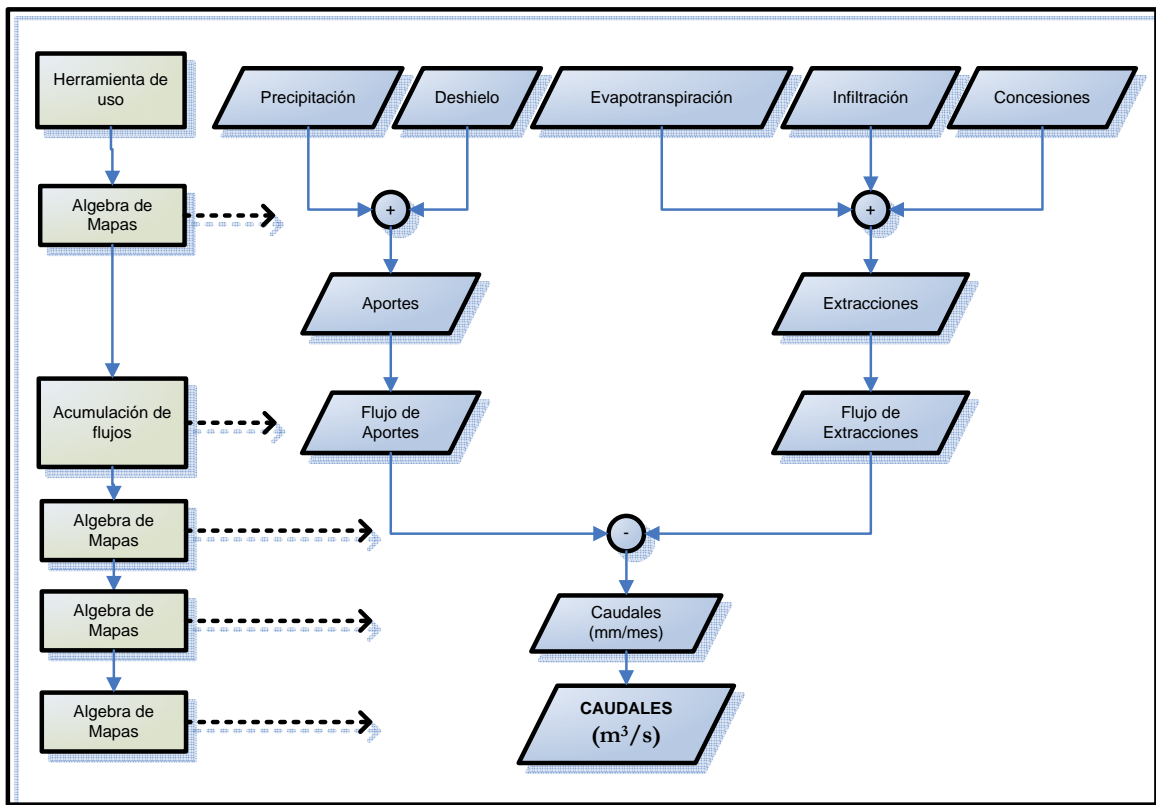 Herramienta de
uso
Precipitación
Deshielo
Evapotranspiración
Infiltración
Concesiones
Algebra de
Mapas
+
+
Aportes
Extracciones
Acumulación de
flujos
Flujo de
Aportes
Flujo de
Extracciones
Algebra de
Mapas
-
Algebra de
Mapas
Caudales
(mm/mes)
Algebra de
Mapas
CAUDALES
(m³/s)